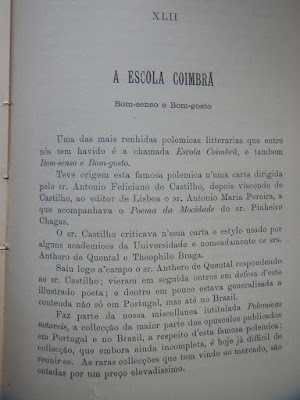 XLII
A ESCOLA COIMBRÃ
Bom-senso e Bom-gosto
Uma das mais renhidas polemicas litterarias que entre
nós tem havido é a chamada Escola Coimbrã, e tambem
Bom-senso e Bom-gosto.
Teve origem esta famosa polemica n'uma carta dirigida
pelo sr. Antonio Feliciano de Castilho, depois visconde de
Castilho, ao editor de Lisboa o sr. Antonio Maria Pereira, a
que acompanhava o Poema da Mocidade do sr. Pinheiro
Chagas.
O sr. Castilho criticava n'essa carta o estylo usado por
alguns academicos da Universidade e nomeadamente os srs.
Anthero de Quental e Theophilo Braga.
Saiu logo a'campo o sr. Anthero de Quental respondendo
ao sr. Castilho; vieram em seguida outros em defesa d'este
illustre poeta; e dentro em pouco estava generalisada a
contenda não só em Portugal, mas até no Brazil.
Faz parte da nossa miscellanea intitulada Polemicas
notaveis, a collecção da maior parte dos opusculos publicados
em Portugal e no Brazil, a respeito d'esta famosa polemica;
collecção, que embora ainda incompleta, é hoje já difficil de
reunir-se. As raras collecções que tem vindo ao mercado, são
cotadas por um preço elevadissimo.